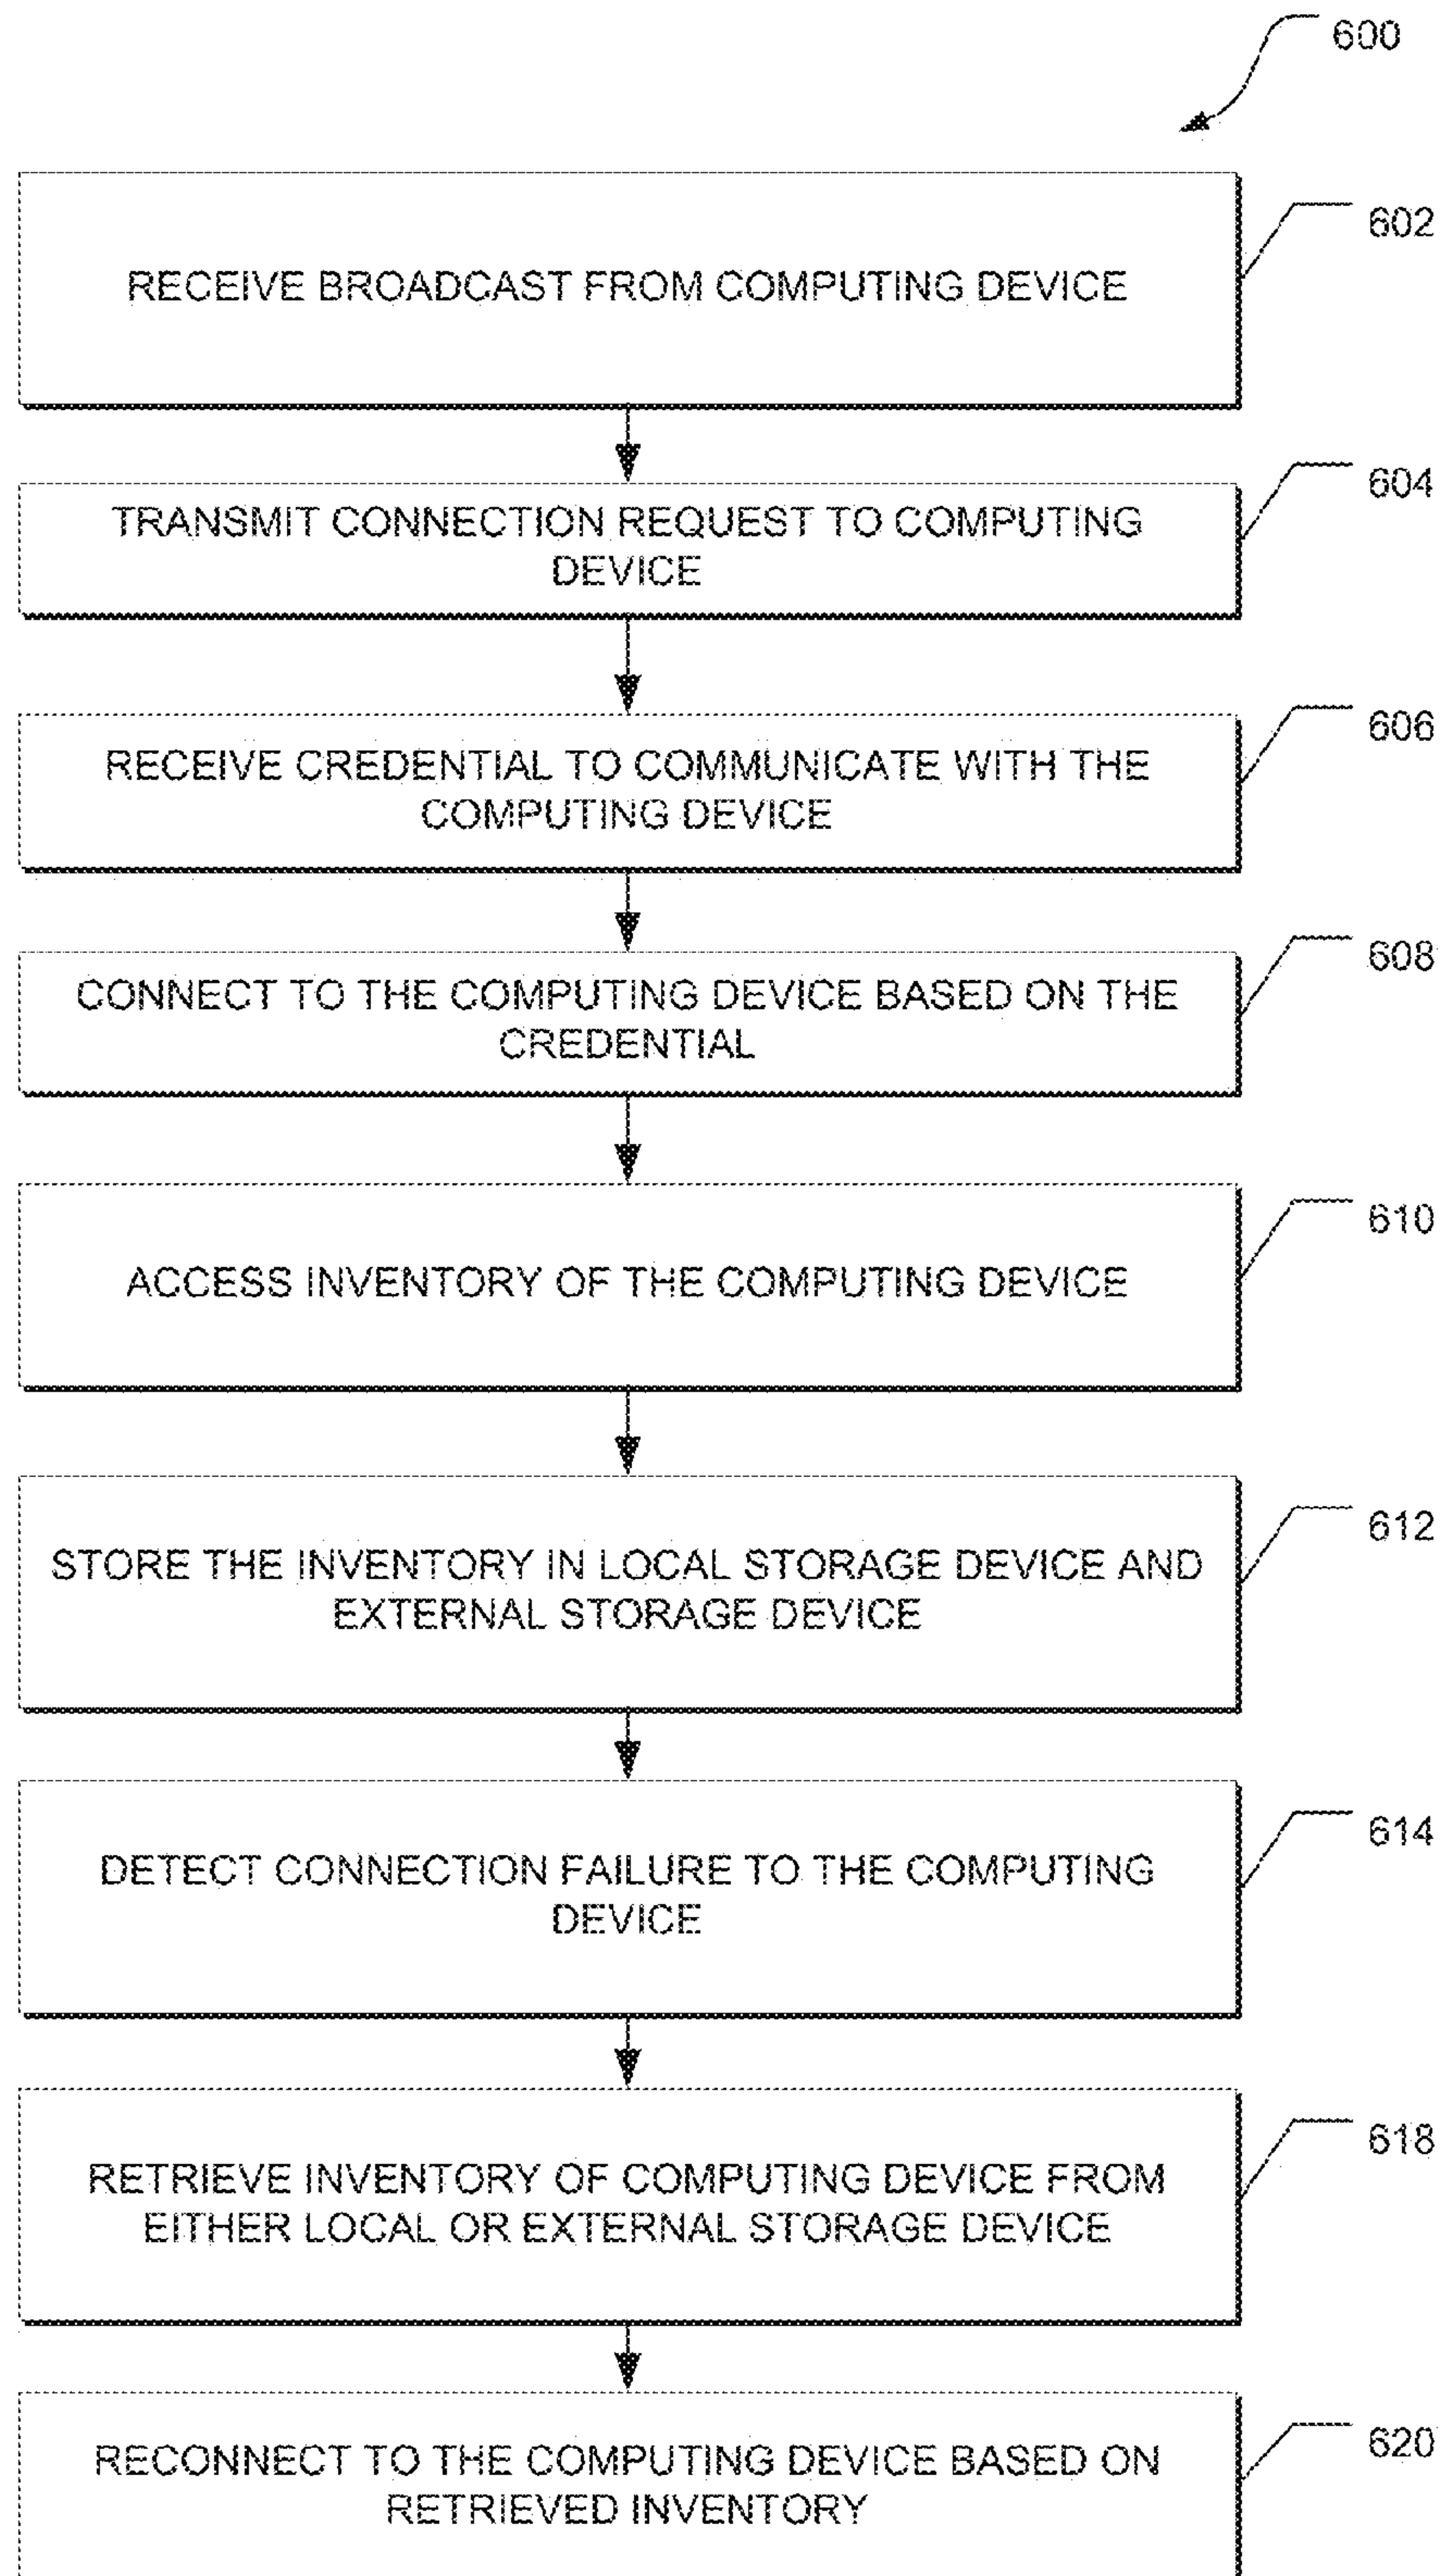 600
602
RECEIVE BROADCAST FROM COMPUTING DEVICE
604
TRANSMIT CONNECTION REQUEST TO COMPUTING
DEVICE
606
RECEIVE CREDENTIAL TO COMMUNICATE WITH THE
COMPUTING DEVICE
608
CONNECT TO THE COMPUTING DEVICE BASED ON THE
CREDENTIAL
610
ACCESS INVENTORY OF THE COMPUTING DEVICE
612
STORE THE INVENTORY IN LOCAL STORAGE DEVICE AND
EXTERNAL STORAGE DEVICE
614
DETECT CONNECTION FAILURE TO THE COMPUTING
DEVICE
618
RETRIEVE INVENTORY OF COMPUTING DEVICE FROM
EITHER LOCAL OR EXTERNAL STORAGE DEVICE
620
RECONNECT TO THE COMPUTING DEVICE BASED ON
RETRIEVED INVENTORY